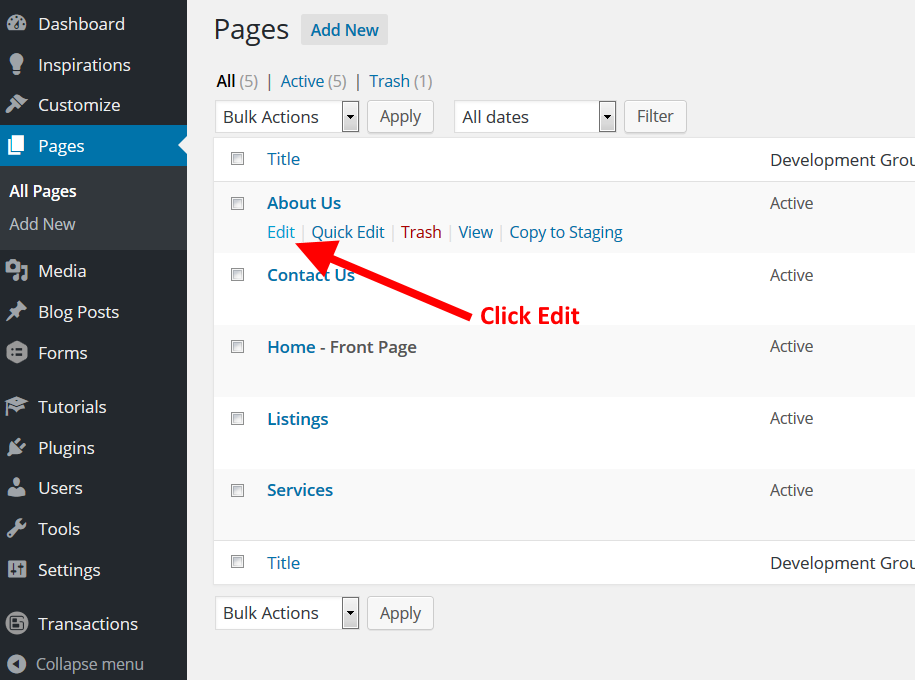 Dashboard
Inspirations
Customize
Pages
All Pages
Add New
Media
Blog Posts
Forms
Tutorials
Plugins
Users
Tools
Settings
Transactions
Collapse menu
Pages Add New
All (5) | Active (5) | Trash (1)
Bulk Actions Apply All dates Filter
Title Development Grou
About Us Active
Edit | Quick Edit | Trash | View | Copy to Staging
Contact Us Active
Click Edit
Home - Front Page Active
Listings Active
Services Active
Title Development Grou
Bulk Actions Apply